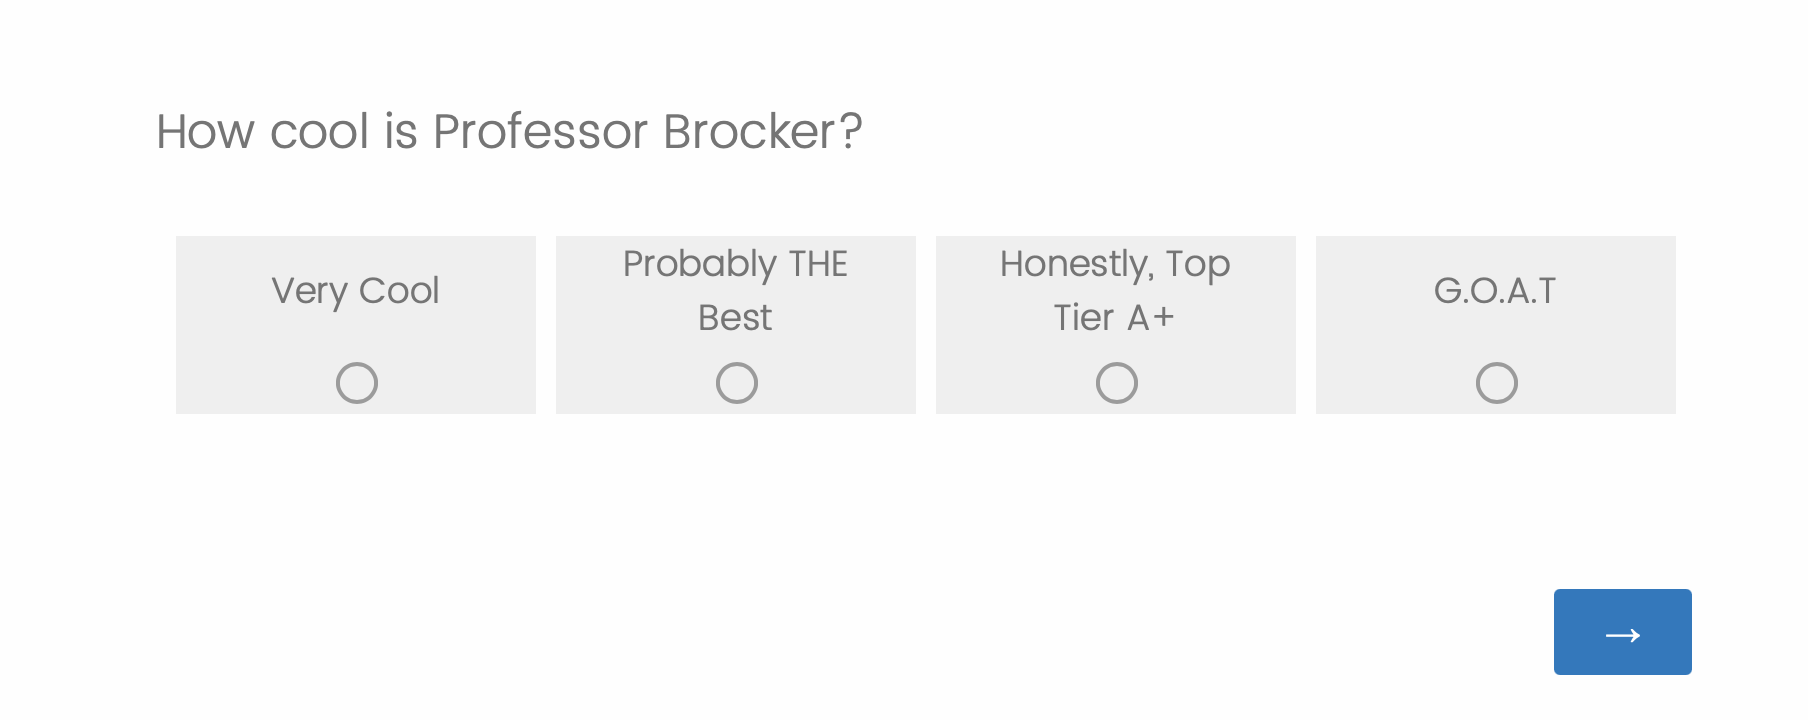 How cool is Professor Brocker?
Very Cool
Probably THE
Best
Honestly, Top
Tier A+
G.O.A.T
→